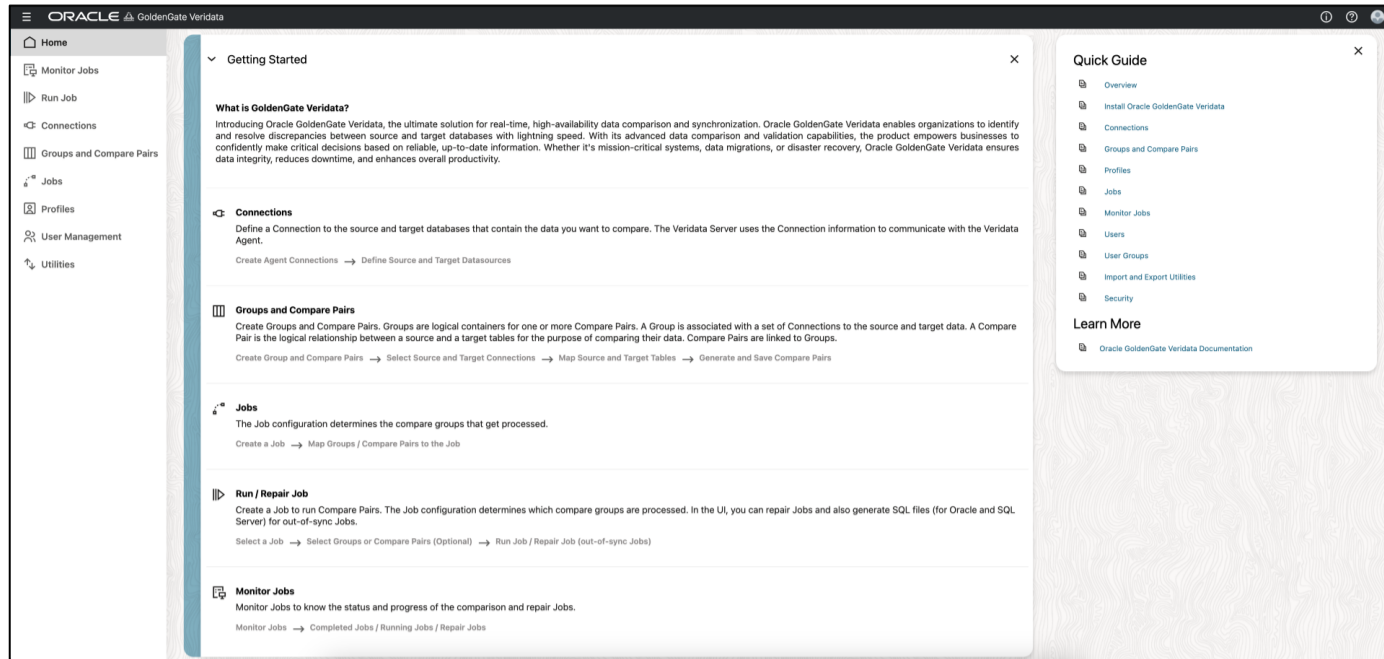 ORACLE GoldenGate Veridata
Home
Monitor Jobs
Run Job
Connections
Groups and Compare Pairs
Jobs
Profiles
User Management
Utilities
Getting Started
What is GoldenGate Veridata?
Introducing Oracle GoldenGate Veridata, the ultimate solution for real-time, high-availability data comparison and synchronization. Oracle GoldenGate Veridata enables organizations to identify
and resolve discrepancies between source and target databases with lightning speed. With its advanced data comparison and validation capabilities, the product empowers businesses to
confidently make critical decisions based on reliable, up-to-date information. Whether it's mission-critical systems, data migrations, or disaster recovery, Oracle GoldenGate Veridata ensures
data integrity, reduces downtime, and enhances overall productivity.
Connections
Define a Connection to the source and target databases that contain the data you want to compare. The Veridata Server uses the Connection information to communicate with the Veridata
Agent.
Create Agent Connections → Define Source and Target Datasources
Groups and Compare Pairs
Create Groups and Compare Pairs. Groups are logical containers for one or more Compare Pairs. A Group is associated with a set of Connections to the source and target data. A Compare
Pair is the logical relationship between a source and a target tables for the purpose of comparing their data. Compare Pairs are linked to Groups.
Create Group and Compare Pairs → Select Source and Target Connections → Map Source and Target Tables → Generate and Save Compare Pairs
Jobs
The Job configuration determines the compare groups that get processed.
Create a Job → Map Groups / Compare Pairs to the Job
Run / Repair Job
Create a Job to run Compare Pairs. The Job configuration determines which compare groups are processed. In the UI, you can repair Jobs and also generate SQL files (for Oracle and SQL
Server) for out-of-sync Jobs.
Select a Job → Select Groups or Compare Pairs (Optional) → Run Job / Repair Job (out-of-sync Jobs)
Monitor Jobs
Monitor Jobs to know the status and progress of the comparison and repair Jobs.
Monitor Jobs → Completed Jobs / Running Jobs / Repair Jobs
Quick Guide
Overview
Install Oracle GoldenGate Veridata
Connections
Groups and Compare Pairs
Profiles
Jobs
Monitor Jobs
Users
User Groups
Import and Export Utilities
Security
Learn More
Oracle GoldenGate Veridata Documentation